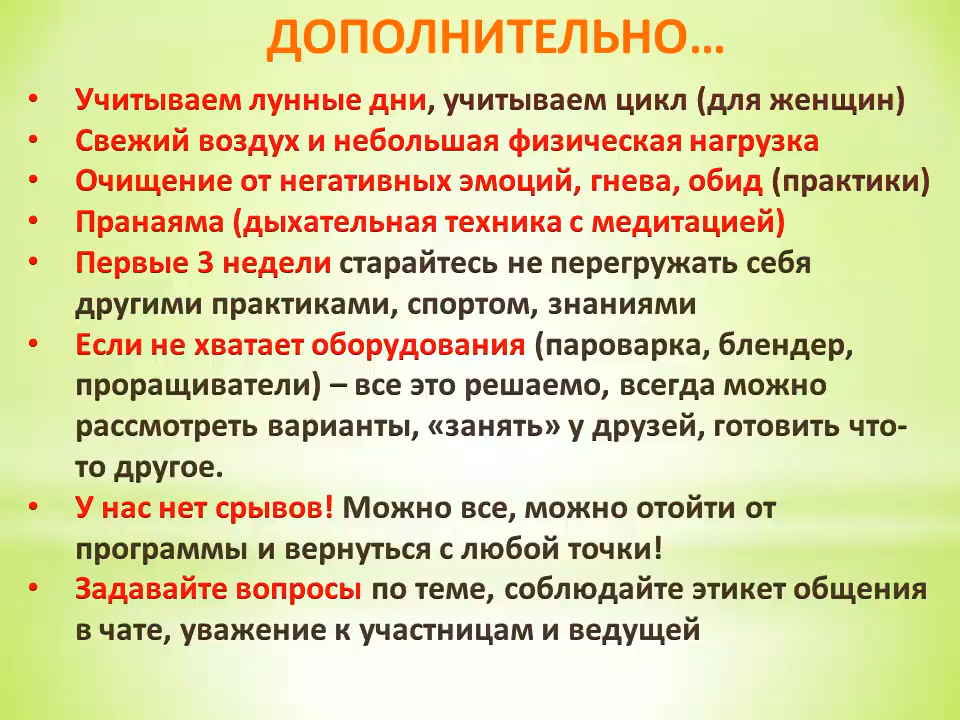 ДОПОЛНИТЕЛЬНО...
• Учитываем лунные дни, учитываем цикл (для женщин)
• Свежий воздух и небольшая физическая нагрузка
• Очищение от негативных эмоций, гнева, обид (практики)
• Пранаяма (дыхательная техника с медитацией)
• Первые 3 недели старайтесь не перегружать себя
другими практиками, спортом, знаниями
• Если не хватает оборудования (пароварка, блендер,
проращиватели) – все это решаемо, всегда можно
рассмотреть варианты, «занять» у друзей, готовить что-
то другое.
• У нас нет срывов! Можно все, можно отойти от
программы и вернуться с любой точки!
• Задавайте вопросы по теме, соблюдайте этикет общения
в чате, уважение к участницам и ведущей